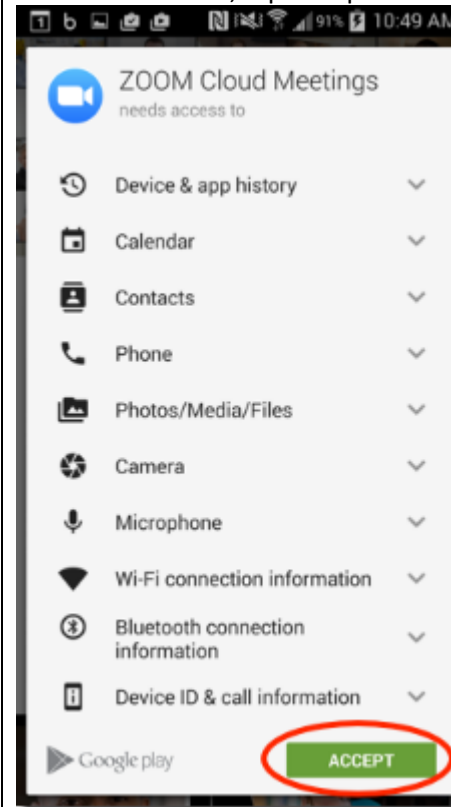 91% 10:49 AM
ZOOM Cloud Meetings
needs access to
Device & app history
Calendar
Contacts
Phone
Photos/Media/Files
Camera
Microphone
Wi-Fi connection information
Bluetooth connection
information
Device ID & call information
Google play
ACCEPT